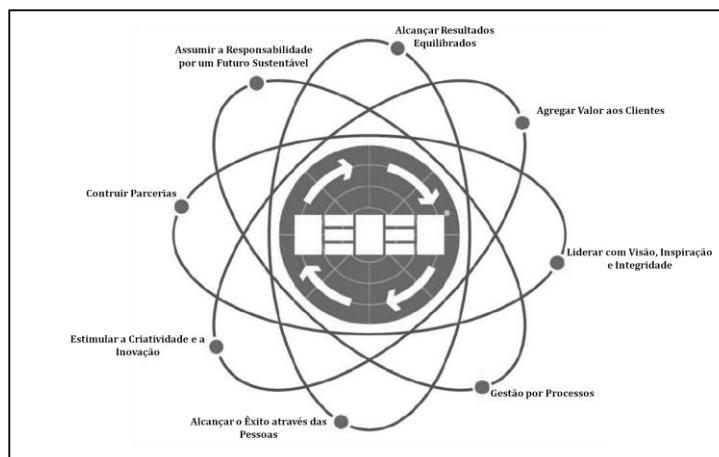 Alcançar Resultados
Equilibrados
Assumir a Responsabilidade
por um Futuro Sustentável
Agregar Valor aos Clientes
Contruir Parcerias
Liderar com Visão, Inspiração
e Integridade
Estimular a Criatividade e a
Inovação
Gestão por Processos
Alcançar o Êxito através das
Pessoas